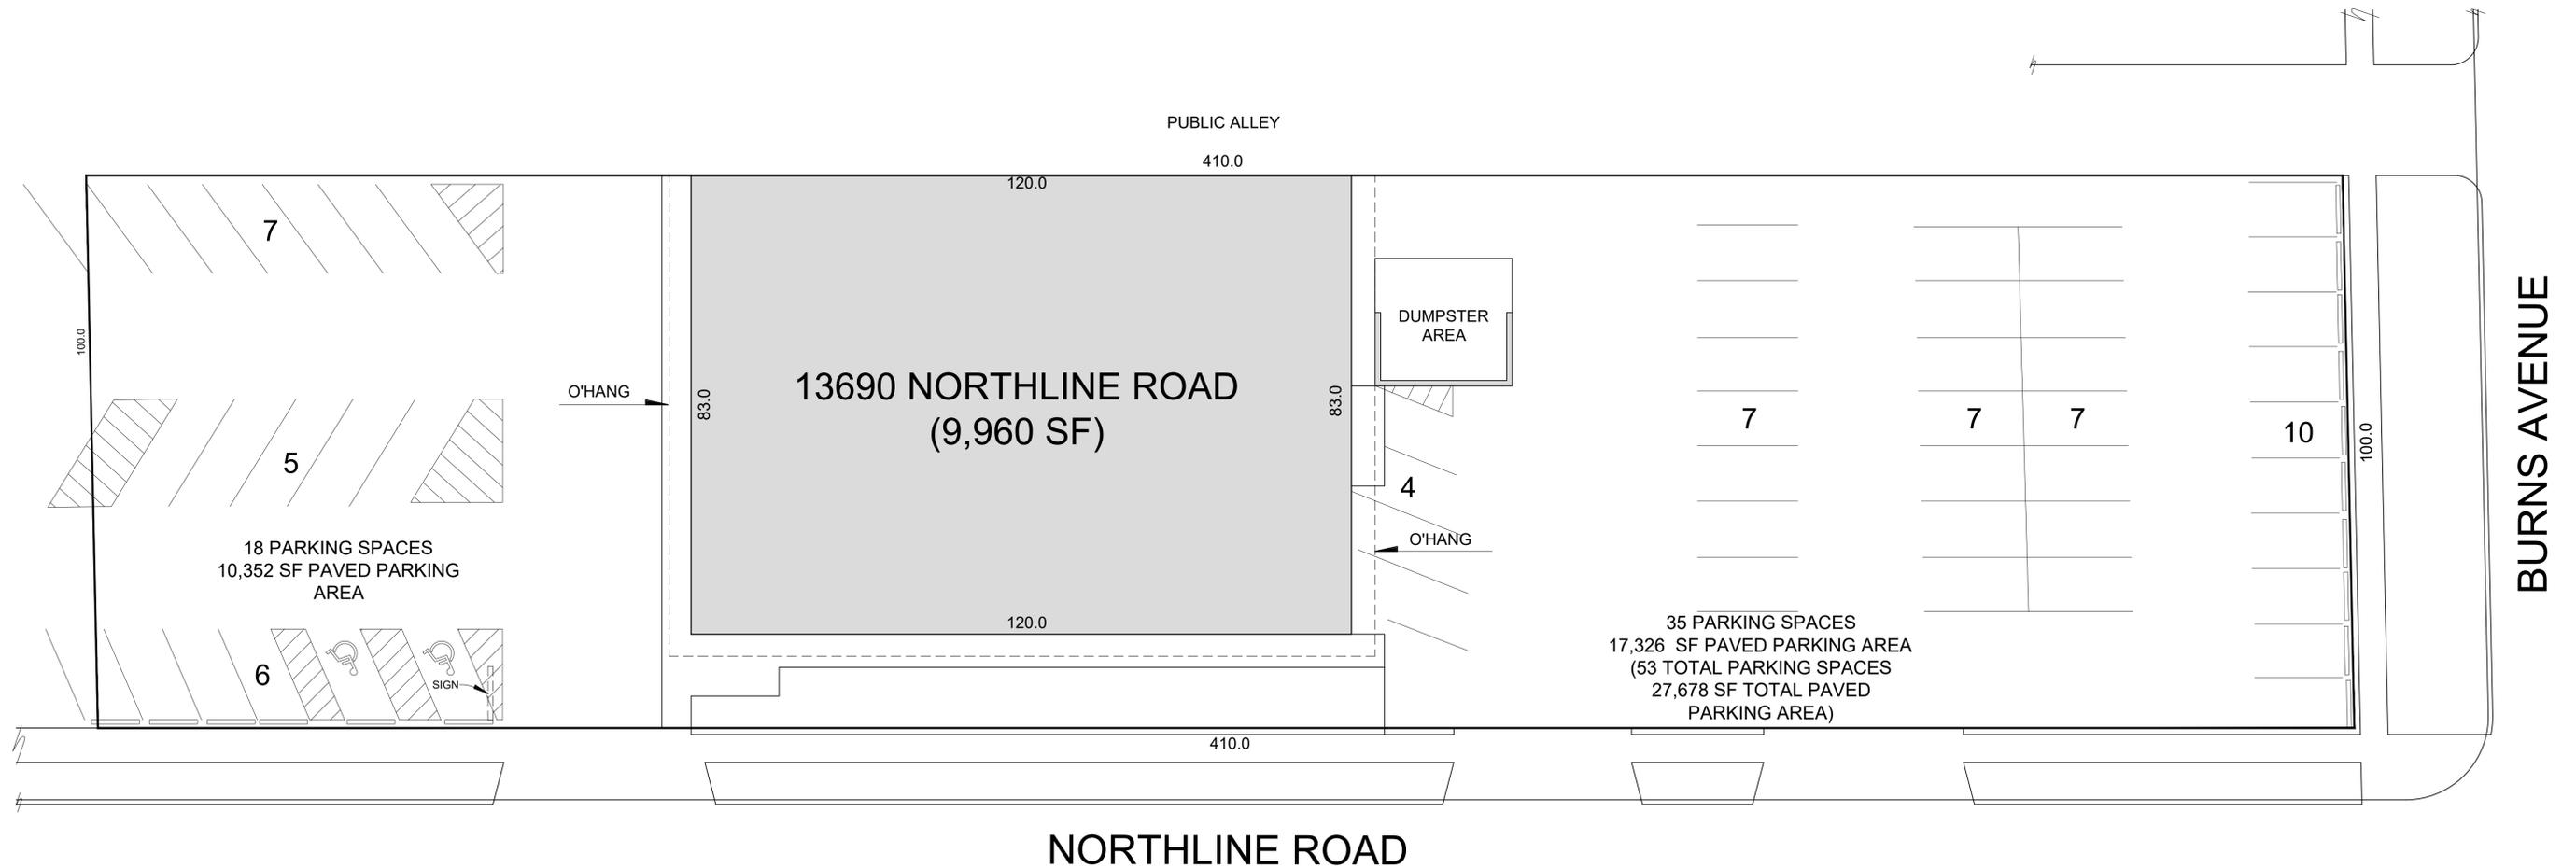 PUBLIC ALLEY
410.0
120.0
7
100.0
O'HANG
83.0
13690 NORTHLINE ROAD
(9,960 SF)
83.0
DUMPSTER
AREA
5
4
7
7
7
10
100.0
BURNS AVENUE
18 PARKING SPACES
10,352 SF PAVED PARKING
AREA
O'HANG
120.0
6
SIGN
35 PARKING SPACES
17,326 SF PAVED PARKING AREA
(53 TOTAL PARKING SPACES
27,678 SF TOTAL PAVED
PARKING AREA)
410.0
NORTHLINE ROAD